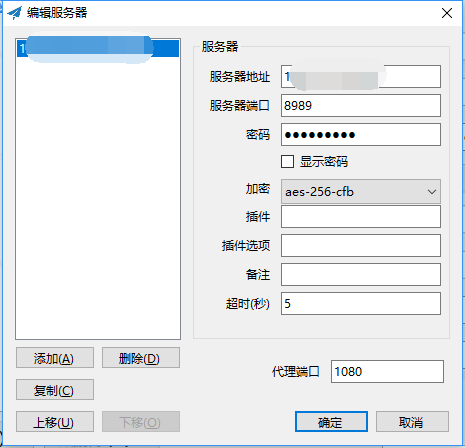 编辑服务器
服务器
服务器地址 1
服务器端口 8989
密码 ●●●●●●●●●
显示密码
加密 aes-256-cfb
插件
插件选项
备注
超时(秒) 5
添加(A) 删除(D)
复制(C)
上移(U) 下移(O)
代理端口 1080
确定 取消